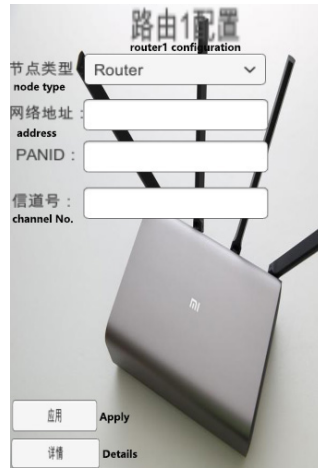 路由1配置
router1 configuration
节点类型
Router
node type
网络地址：
address
PANID：
信道号：
channel No.
mi
应用
Apply
详情
Details